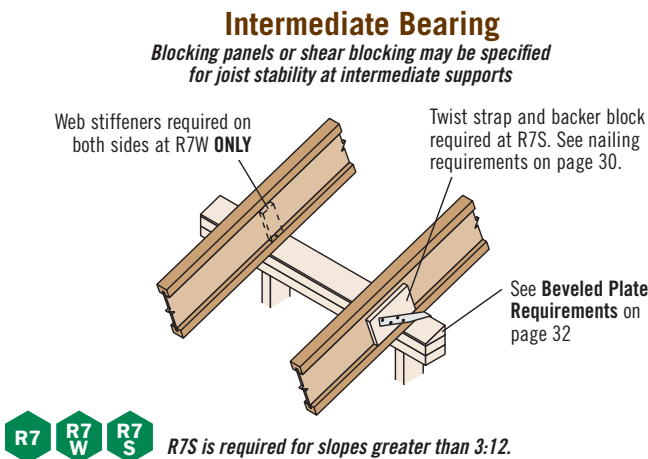 Intermediate Bearing
Blocking panels or shear blocking may be specified
for joist stability at intermediate supports
Web stiffeners required on
both sides at R7W ONLY
Twist strap and backer block
required at R7S. See nailing
requirements on page 30.
See Beveled Plate
Requirements on
page 32
R7
R7
W
R7
S
R7S is required for slopes greater than 3:12.